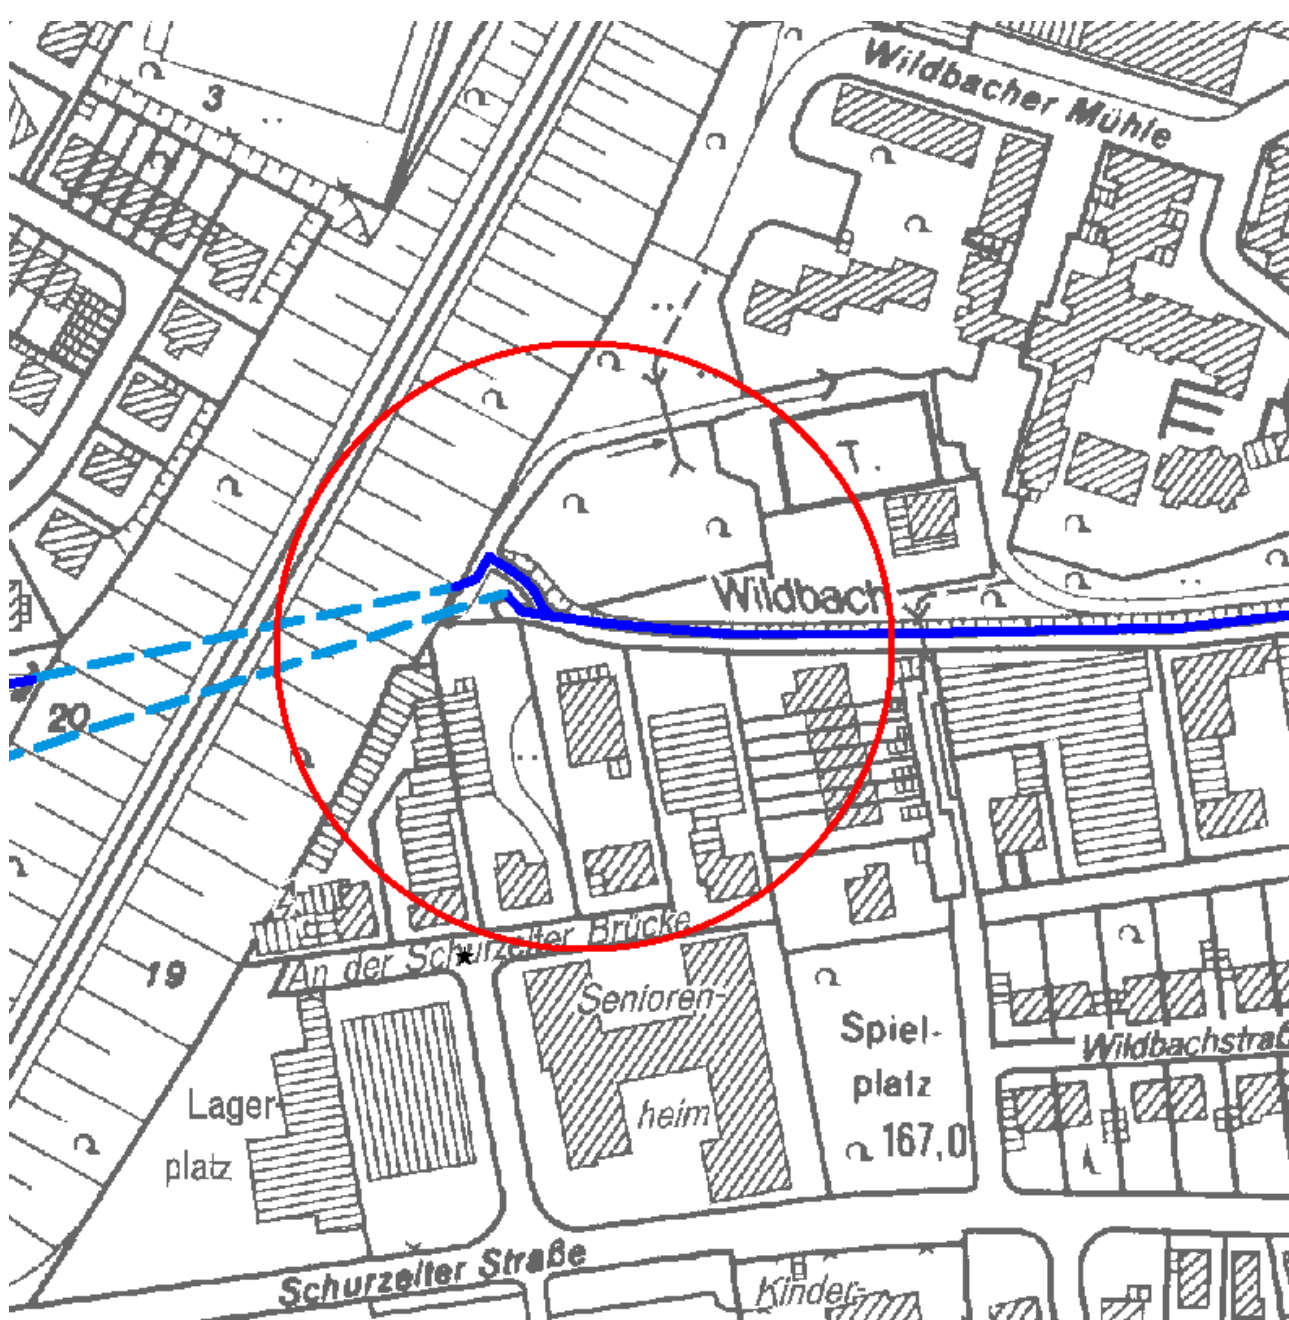 Wildbacher Mühle
3
T.
Wildbach
20
An der Schurzelter Brücke
19
Senioren-
heim
Spiel-
platz
167,0
Wildbachstraß
Lager-
platz
Schurzelter Straße
Kinder-